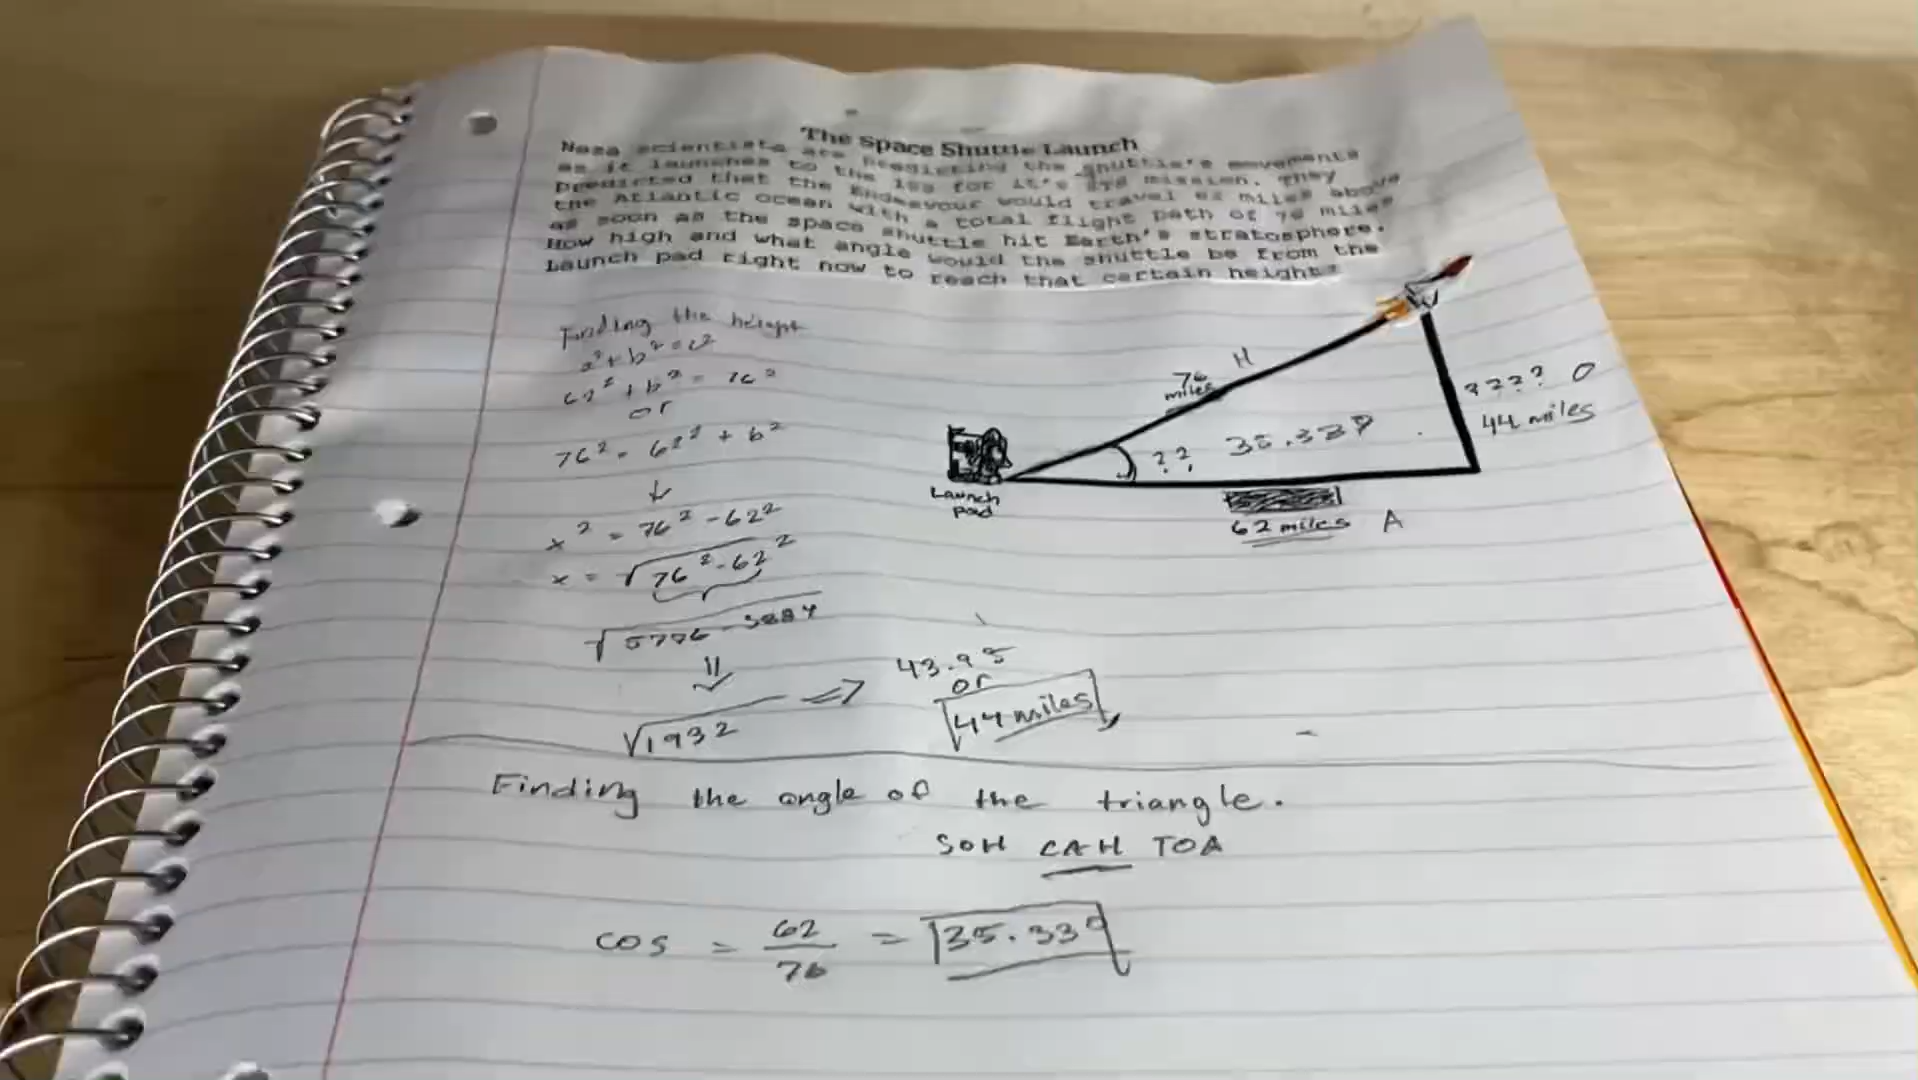 The Space Shuttle Launch
Nasa scientists are predicting the shuttle's movements
as it launches to the ISS for it's mission. They
predicted that the Endeavour would travel 62 miles above
the Atlantic ocean with a total flight path of 76 miles
as soon as the space shuttle hit Earth's stratosphere.
How high and what angle would the shuttle be from the
Launch pad right now to reach that certain height?
Finding the height
a² + b² = c²
62² + b² = 76²
or
76² = 62² + b²
x² = 76² - 62²
x = √76² - 62²
√5776 - 3844
√1932
43.95
or
44 miles
H
76
miles
???? O
44 miles
?? 35.33°
Launch
Pad
62 miles A
Finding the angle of the triangle.
SOH CAH TOA
cos = 62/76 = 35.33°